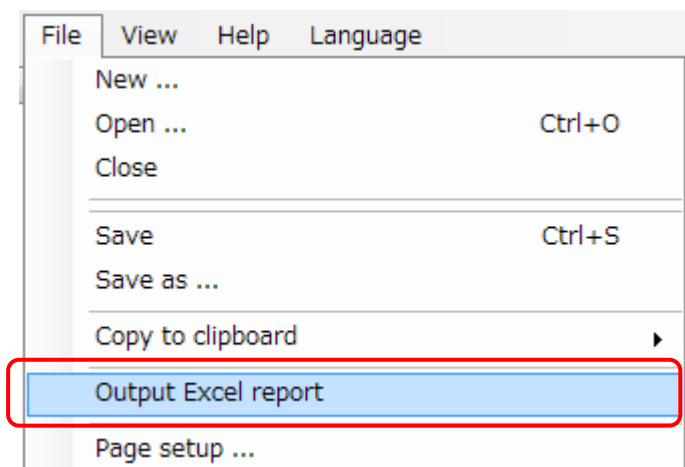 File View Help Language
New ...
Open ... Ctrl+O
Close
Save Ctrl+S
Save as ...
Copy to clipboard
Output Excel report
Page setup ...